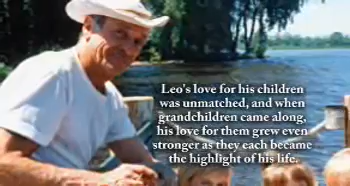 Leo's love for his children
was unmatched, and when
grandchildren came along,
his love for them grew even
stronger as they each became
the highlight of his life.